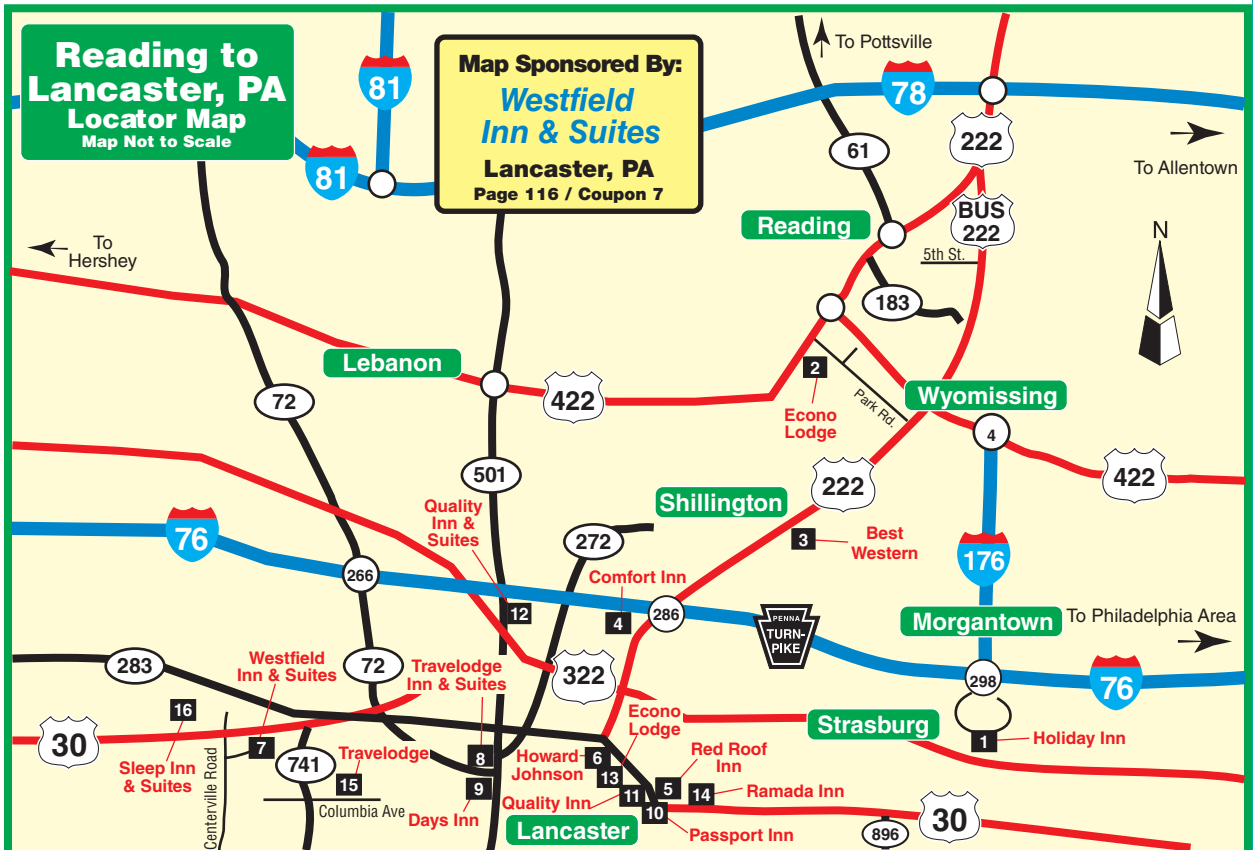 Reading to
Lancaster, PA
Locator Map
Map Not to Scale
81
81
Map Sponsored By:
Westfield
Inn & Suites
Lancaster, PA
Page 116 / Coupon 7
To Pottsville
78
222
61
To Allentown
Reading
BUS
222
5th St.
N
To
Hershey
183
Lebanon
422
72
2
Econo
Lodge
Park Rd.
Wyomissing
4
422
501
222
Quality
Inn &
Suites
Shillington
76
272
3
Best
Western
176
266
Comfort Inn
12
4
286
PENNA
TURN-
PIKE
Morgantown
To Philadelphia Area
283
Westfield
Inn & Suites
72
Travelodge
Inn & Suites
322
298
76
16
30
7
Sleep Inn
& Suites
Centerville Road
741
Travelodge
15
Columbia Ave
8
9
Days Inn
Howard
Johnson
6
Econo
Lodge
13
Quality Inn
11
Red Roof
Inn
5
14
Ramada Inn
10
Passport Inn
Lancaster
Strasburg
1
Holiday Inn
30
896